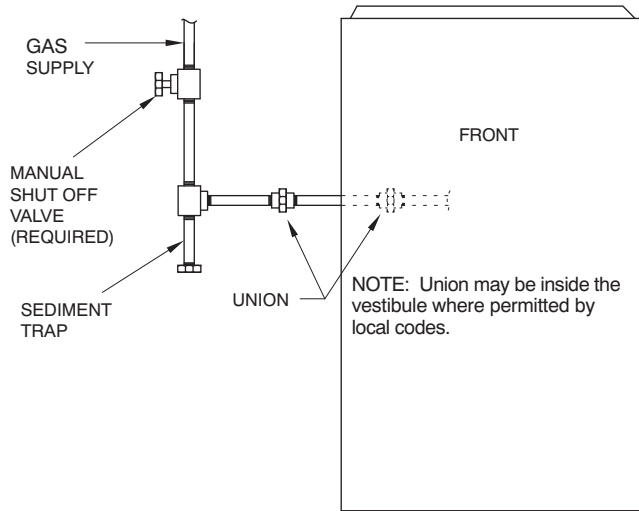 GAS
SUPPLY
FRONT
MANUAL
SHUT OFF
VALVE
(REQUIRED)
SEDIMENT
TRAP
UNION
NOTE: Union may be inside the
vestibule where permitted by
local codes.